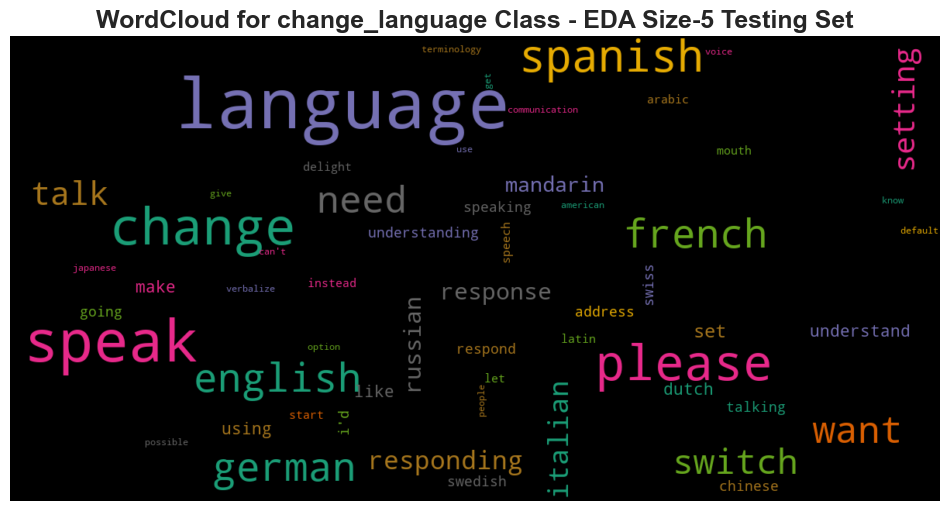 WordCloud for change_language Class - EDA Size-5 Testing Set
terminology
spanish
voice
setting
language
get
arabic
communication
use
mouth
delight
mandarin
talk
need
give
speaking
american
know
change
understanding
speech
french
default
can't
japanese
swiss
make
verbalize
instead
response
going
russian
address
set
understand
speak
option
respond
latin
please
english
like
let
dutch
people
italian
talking
start
i'd
using
want
possible
german
responding
switch
swedish
chinese